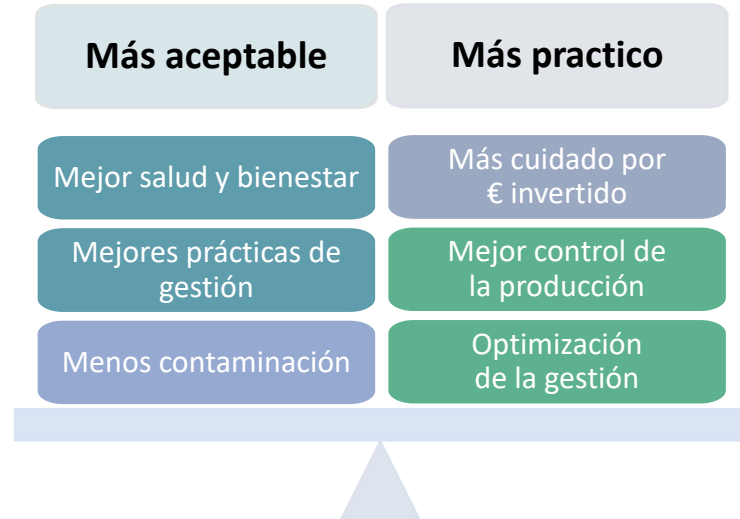 Más aceptable
Más practico
Mejor salud y bienestar
Más cuidado por
€ invertido
Mejores prácticas de
gestión
Mejor control de
la producción
Menos contaminación
Optimización
de la gestión